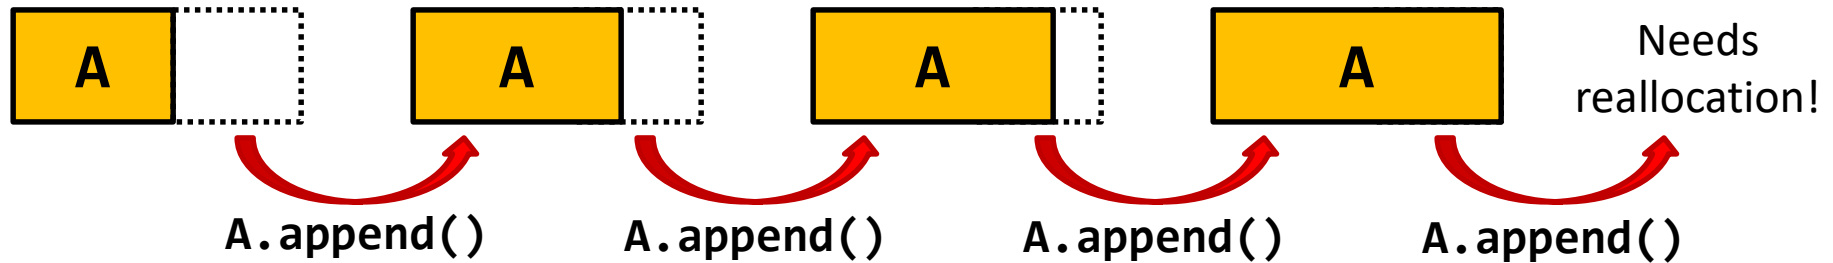 A
A
A
A
Needs
reallocation!
A.append()
A.append()
A.append()
A.append()